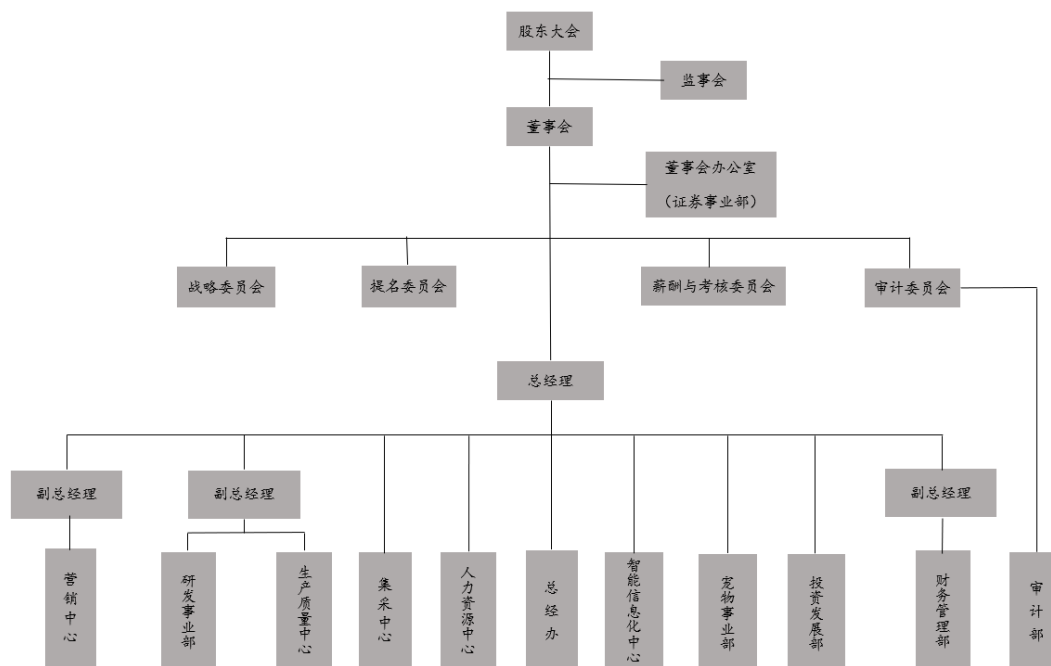 股东大会
监事会
董事会
董事会办公室
（证券事业部）
战略委员会
提名委员会
薪酬与考核委员会
审计委员会
总经理
副总经理
副总经理
副总经理
营销中心
研发事业部
生产质量中心
集采中心
人力资源中心
总经办
智能信息化中心
宠物事业部
投资发展部
财务管理部
审计部